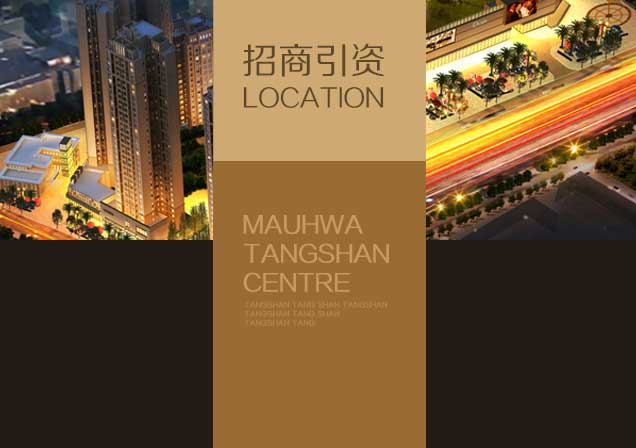 招商引资
LOCATION
MAUHWA
TANGSHAN
CENTRE
TANGSHAN TANG SHAN TANGSHAN
TANGSHAN TANG SHAN
TANGSHAN TANG